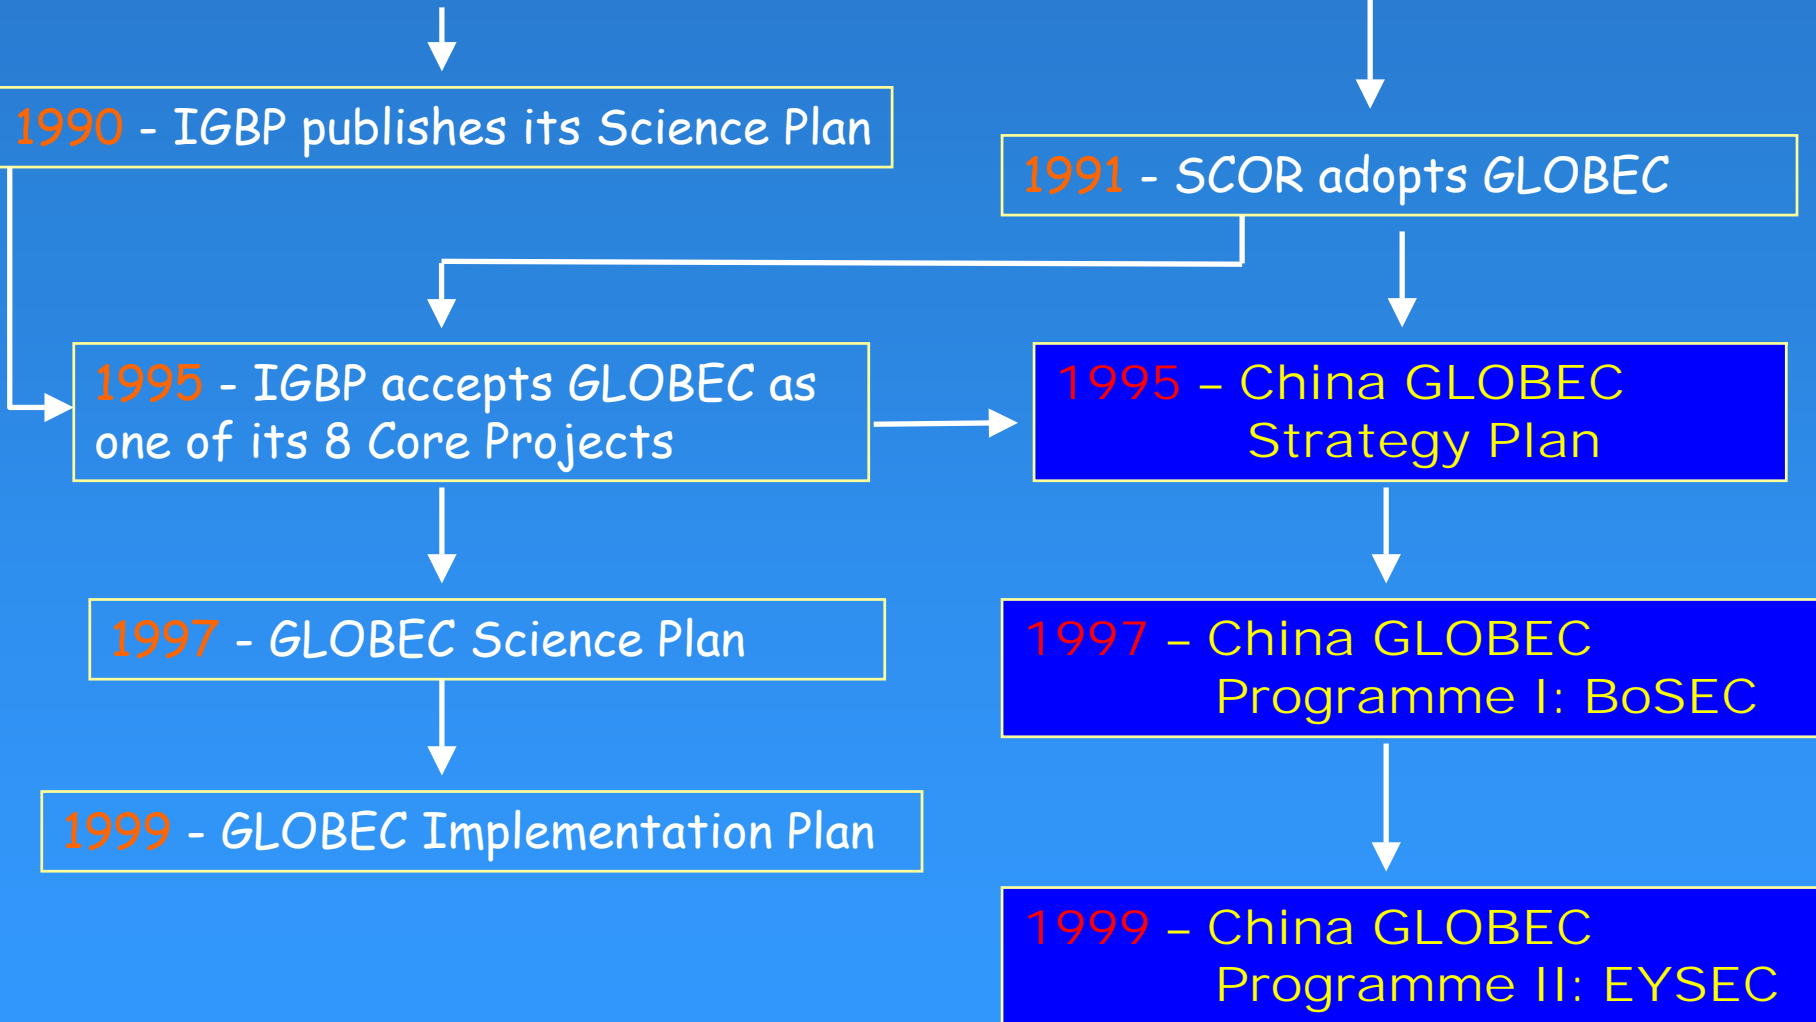 1990 - IGBP publishes its Science Plan
1991 - SCOR adopts GLOBEC
1995 - IGBP accepts GLOBEC as
one of its 8 Core Projects
1995 – China GLOBEC
Strategy Plan
1997 - GLOBEC Science Plan
1997 – China GLOBEC
Programme I: BoSEC
1999 - GLOBEC Implementation Plan
1999 – China GLOBEC
Programme II: EYSEC